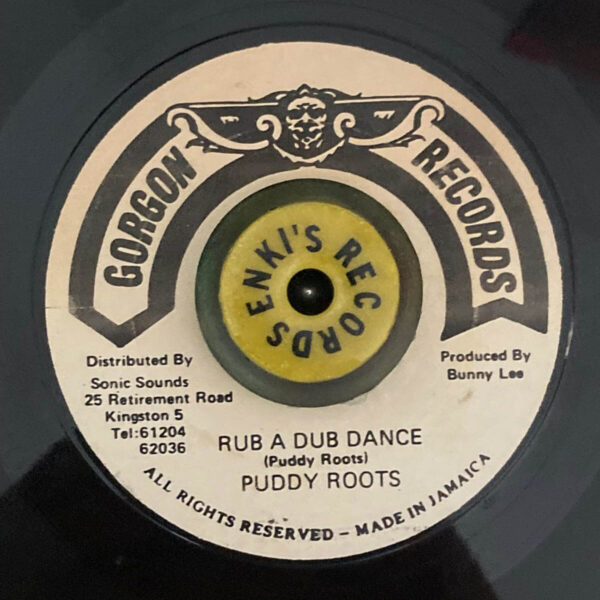 GORGON RECORDS
ENKI'S RECORDS
Distributed By
Sonic Sounds
25 Retirement Road
Kingston 5
Tel:61204
62036
Produced By
Bunny Lee
RUB A DUB DANCE
(Puddy Roots)
PUDDY ROOTS
ALL RIGHTS RESERVED – MADE IN JAMAICA